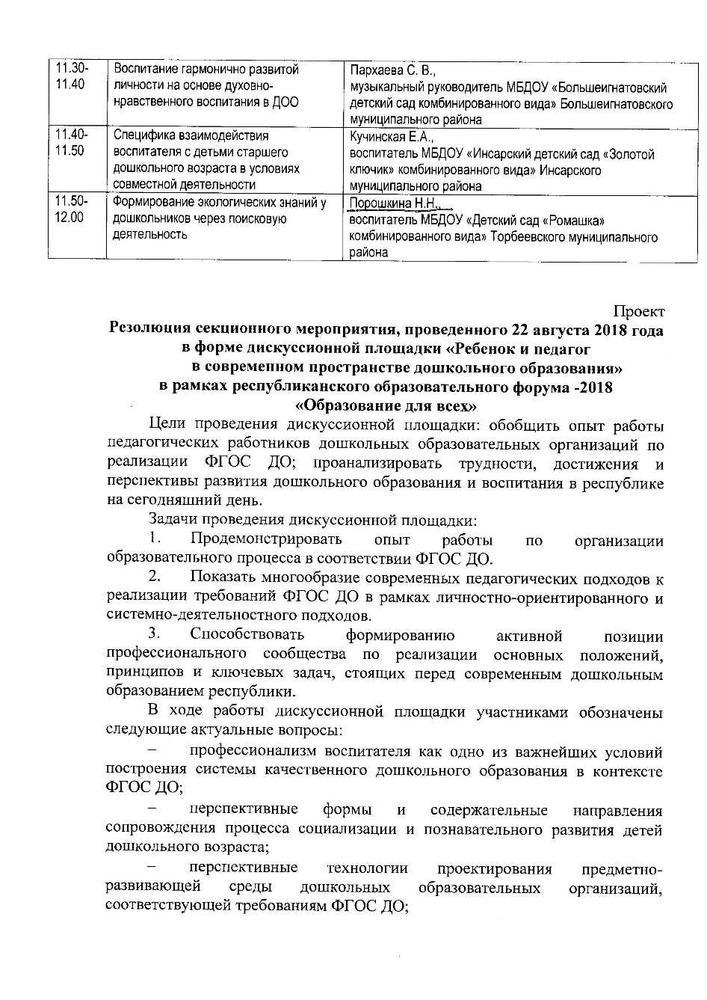 11.30-
11.40
Воспитание гармонично развитой
личности на основе духовно-
нравственного воспитания в ДОО
Пархаева С. В.,
музыкальный руководитель МБДОУ «Большеигнатовский
детский сад комбинированного вида» Большеигнатовского
муниципального района
11.40-
11.50
Специфика взаимодействия
воспитателя с детьми старшего
дошкольного возраста в условиях
совместной деятельности
Кучинская Е.А.,
воспитатель МБДОУ «Инсарский детский сад «Золотой
ключик» комбинированного вида» Инсарского
муниципального района
11.50-
12.00
Формирование экологических знаний у
дошкольников через поисковую
деятельность
Порошкина Н.Н.,
воспитатель МБДОУ «Детский сад «Ромашка»
комбинированного вида» Торбеевского муниципального
района
Проект
Резолюция секционного мероприятия, проведенного 22 августа 2018 года
в форме дискуссионной площадки «Ребенок и педагог
в современном пространстве дошкольного образования»
в рамках республиканского образовательного форума -2018
«Образование для всех»
Цели проведения дискуссионной площадки: обобщить опыт работы
педагогических работников дошкольных образовательных организаций по
реализации ФГОС ДО; проанализировать трудности, достижения и
перспективы развития дошкольного образования и воспитания в республике
на сегодняшний день.
Задачи проведения дискуссионной площадки:
1. Продемонстрировать опыт работы по организации
образовательного процесса в соответствии ФГОС ДО.
2. Показать многообразие современных педагогических подходов к
реализации требований ФГОС ДО в рамках личностно-ориентированного и
системно-деятельностного подходов.
3. Способствовать формированию активной позиции
профессионального сообщества по реализации основных положений,
принципов и ключевых задач, стоящих перед современным дошкольным
образованием республики.
В ходе работы дискуссионной площадки участниками обозначены
следующие актуальные вопросы:
– профессионализм воспитателя как одно из важнейших условий
построения системы качественного дошкольного образования в контексте
ФГОС ДО;
– перспективные формы и содержательные направления
сопровождения процесса социализации и познавательного развития детей
дошкольного возраста;
– перспективные технологии проектирования предметно-
развивающей среды дошкольных образовательных организаций,
соответствующей требованиям ФГОС ДО;